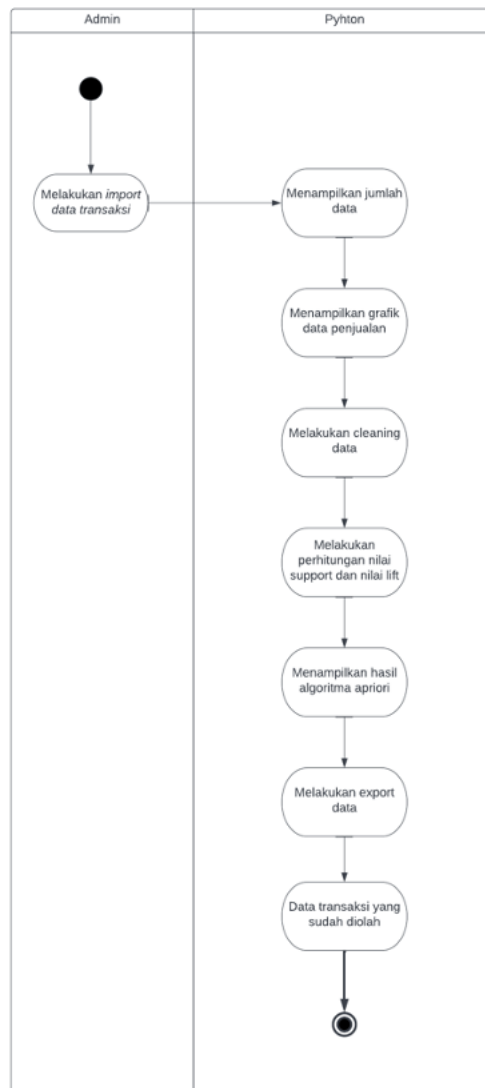 Admin
Pyhton
Melakukan import
data transaksi
Menampilkan jumlah
data
Menampilkan grafik
data penjualan
Melakukan cleaning
data
Melakukan
perhitungan nilai
support dan nilai lift
Menampilkan hasil
algoritma apriori
Melakukan export
data
Data transaksi yang
sudah diolah